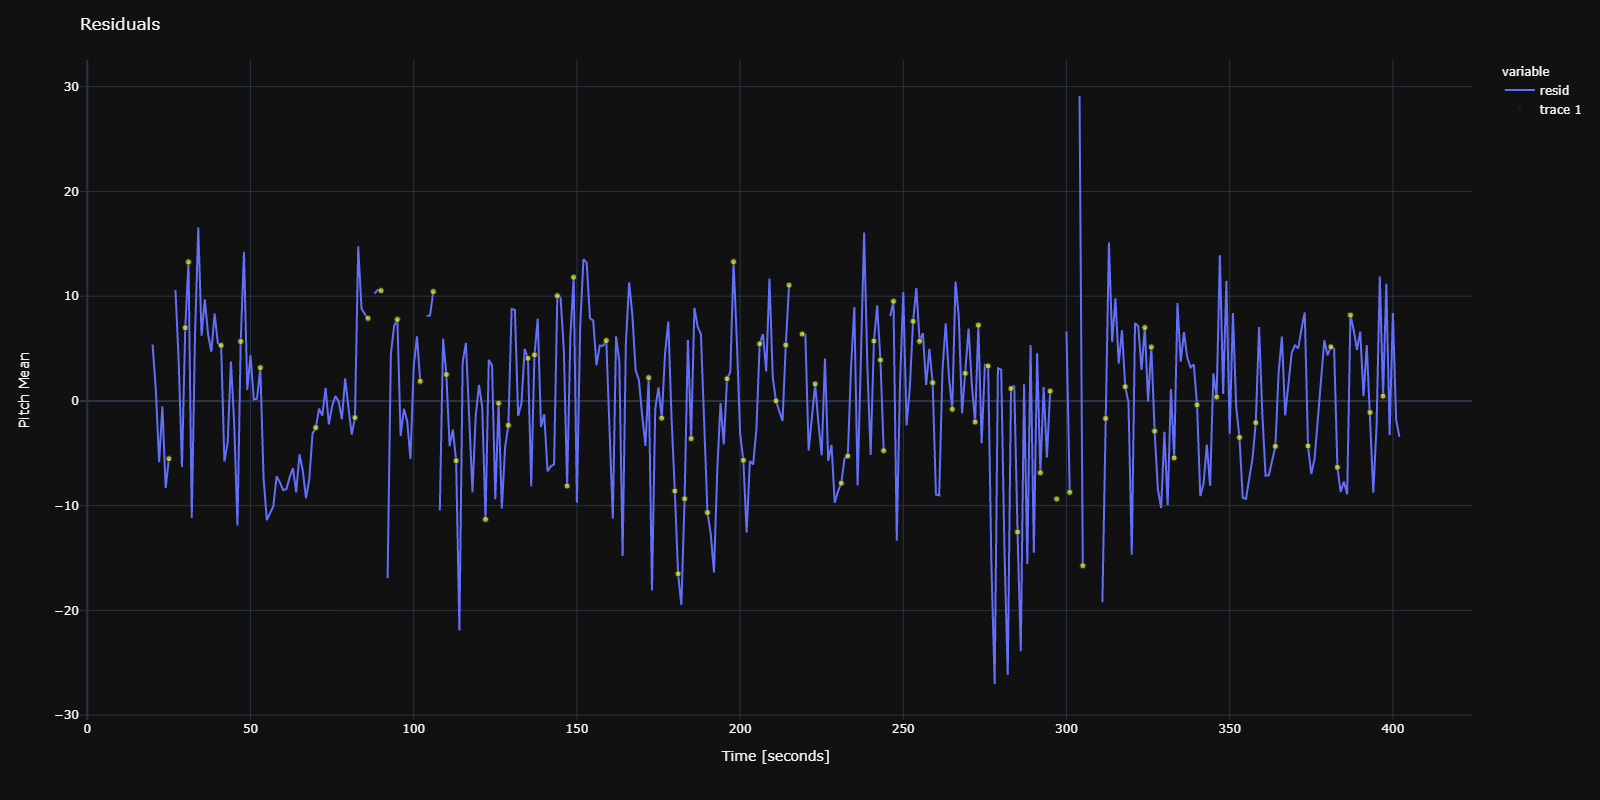 Residuals
variable
resid
trace 1
30
20
10
0
−10
−20
−30
Pitch Mean
0 50 100 150 200 250 300 350 400
Time [seconds]